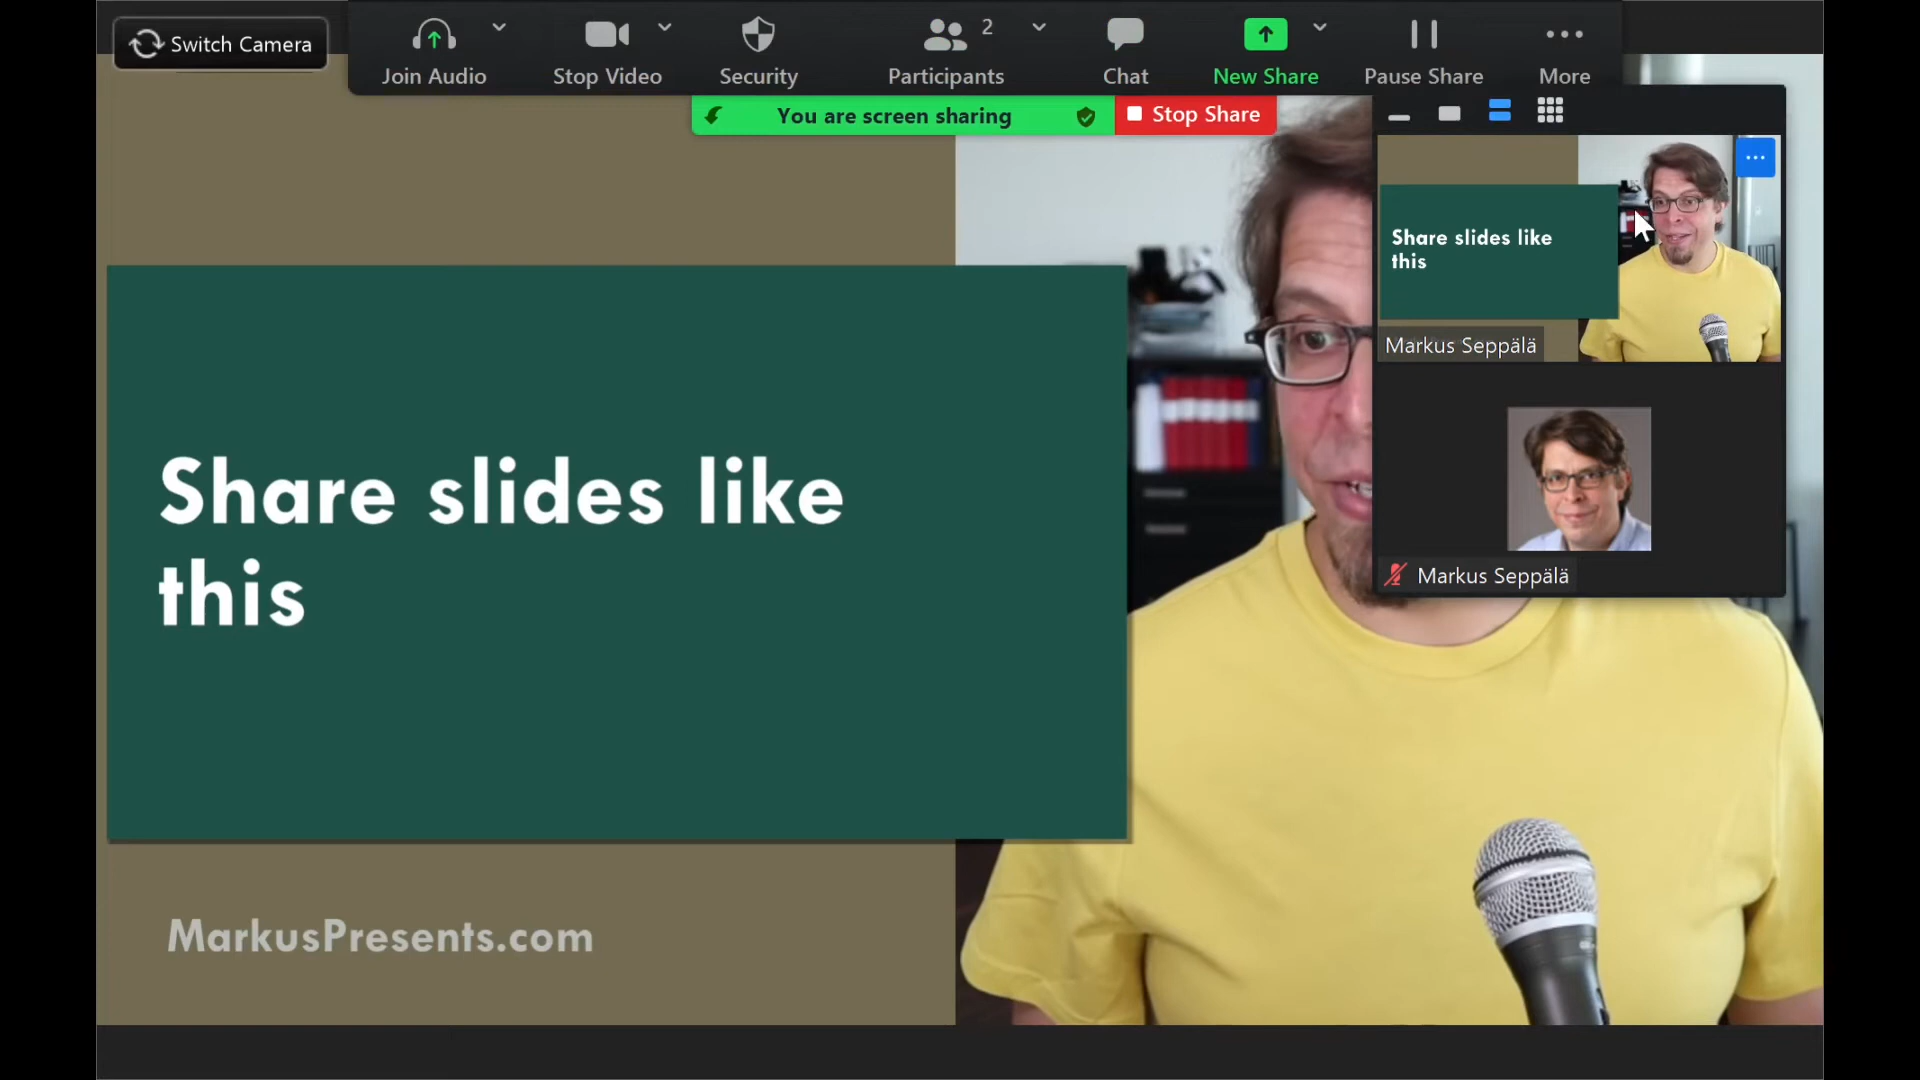 Switch Camera
Join Audio
Stop Video
Security
2
Participants
Chat
New Share
Pause Share
More
You are screen sharing
Stop Share
Share slides like
this
Markus Seppälä
Markus Seppälä
Share slides like
this
MarkusPresents.com